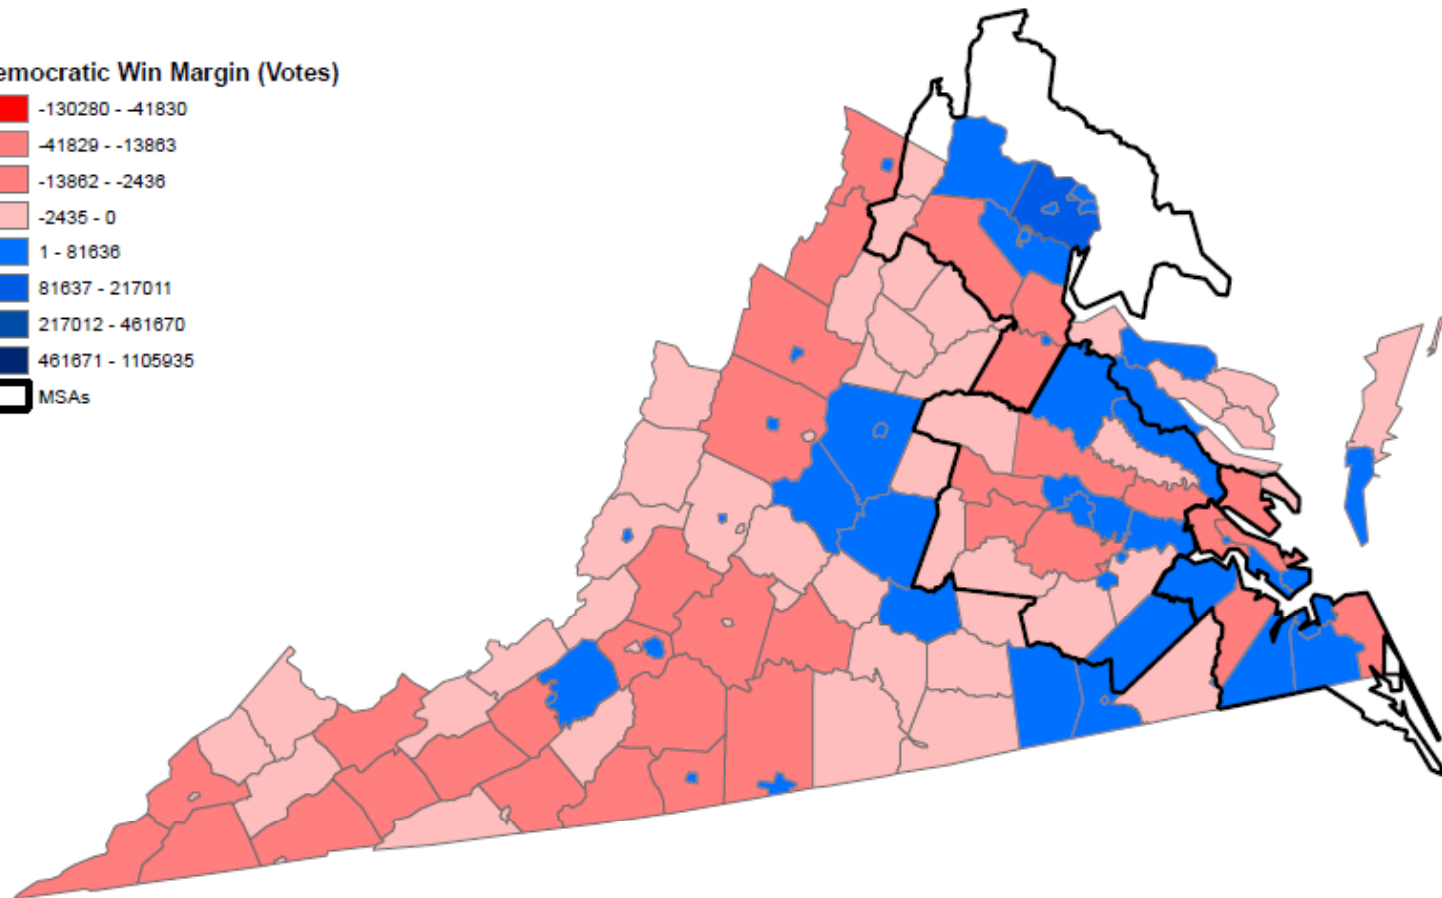 emocratic Win Margin (Votes)
-130280 - -41830
-41829 - -13863
-13862 - -2436
-2435 - 0
1 - 81636
81637 - 217011
217012 - 461670
461671 - 1105935
MSAs